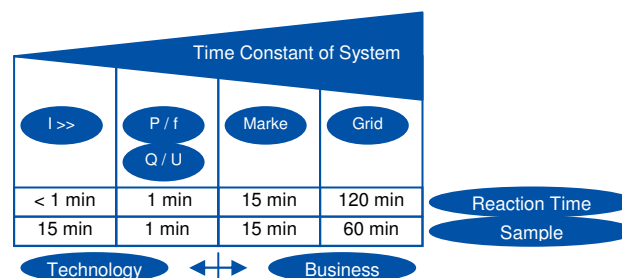 Time Constant of System
I >> P / f Marke Grid
Q / U
< 1 min 1 min 15 min 120 min Reaction Time
15 min 1 min 15 min 60 min Sample
Technology Business